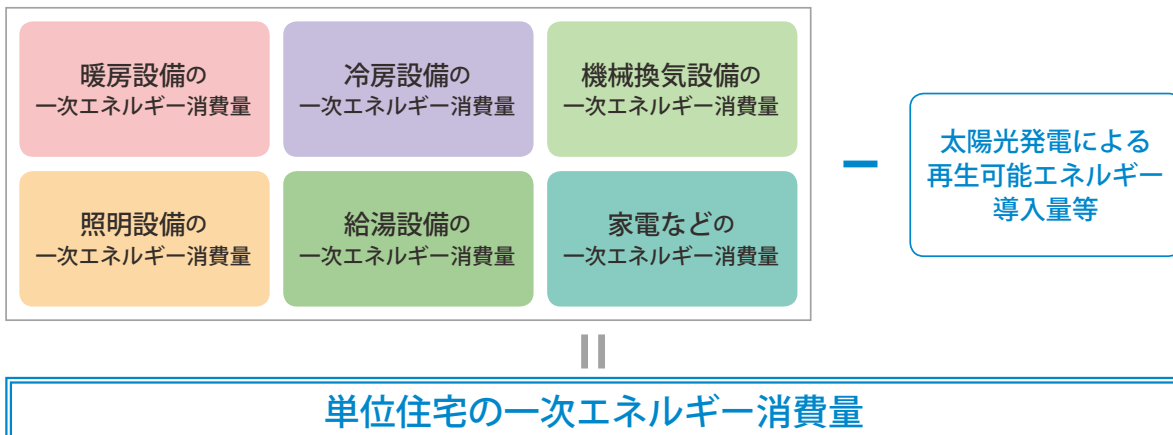 暖房設備の
一次エネルギー消費量
冷房設備の
一次エネルギー消費量
機械換気設備の
一次エネルギー消費量
照明設備の
一次エネルギー消費量
給湯設備の
一次エネルギー消費量
家電などの
一次エネルギー消費量
−
太陽光発電による
再生可能エネルギー
導入量等
=
単位住宅の一次エネルギー消費量